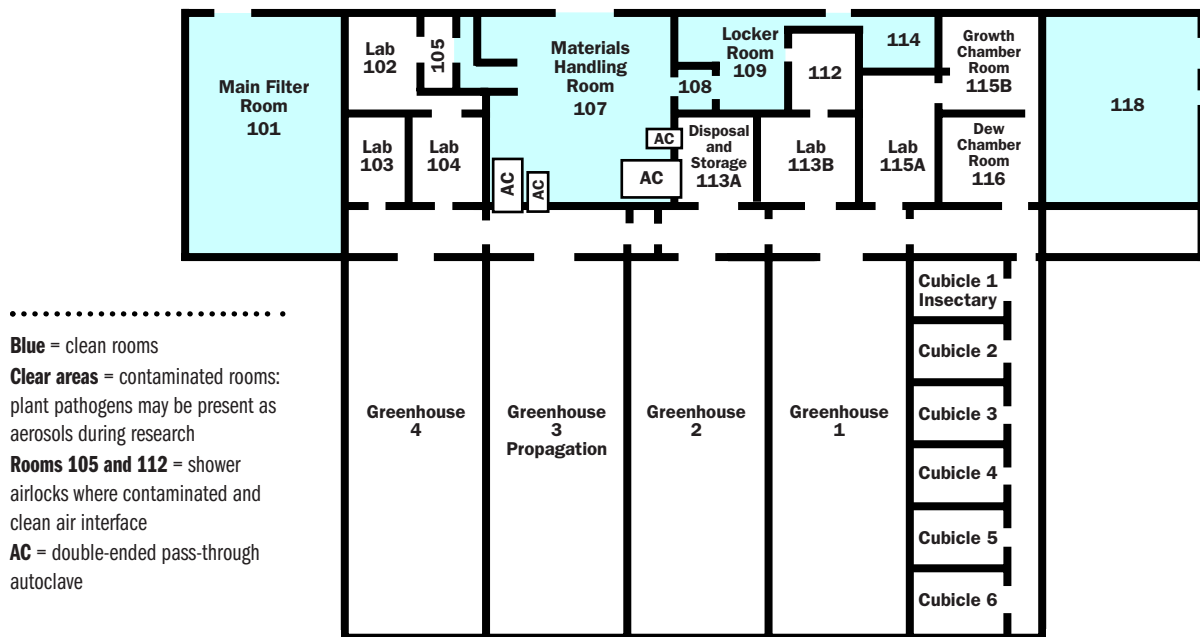 Main Filter
Room
101
Lab
102
105
Materials
Handling
Room
107
Locker
Room
109
108
112
114
Growth
Chamber
Room
115B
118
Lab
103
Lab
104
AC
AC
AC
AC
Disposal
and
Storage
113A
Lab
113B
Lab
115A
Dew
Chamber
Room
116
Cubicle 1
Insectary
Cubicle 2
Cubicle 3
Cubicle 4
Cubicle 5
Cubicle 6
Greenhouse
4
Greenhouse
3
Propagation
Greenhouse
2
Greenhouse
1
Blue = clean rooms
Clear areas = contaminated rooms:
plant pathogens may be present as
aerosols during research
Rooms 105 and 112 = shower
airlocks where contaminated and
clean air interface
AC = double-ended pass-through
autoclave